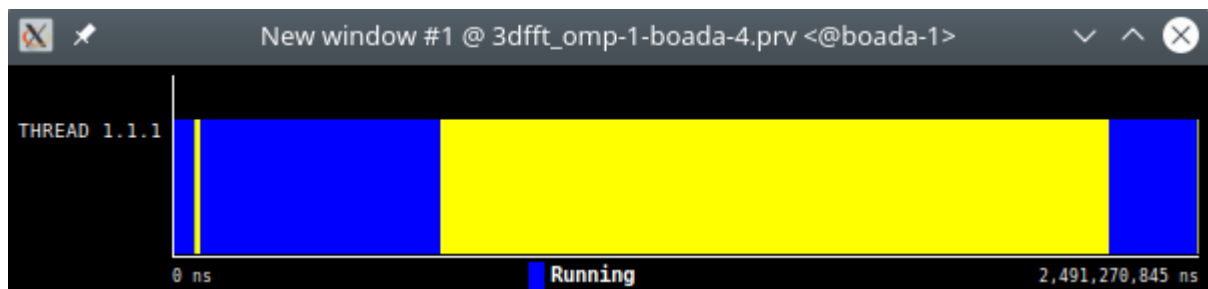 New window #1 @ 3dfft_omp-1-boada-4.prv <@boada-1>
THREAD 1.1.1
0 ns Running 2,491,270,845 ns